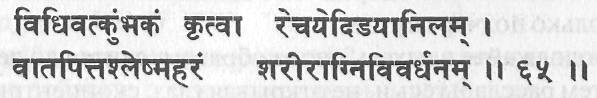 विधिवत्कुंभकं कृत्वा रेचयेदिडयानिलम् ।
वातपित्तश्लेष्महरं शरीराग्निविवर्धनम् ।। ६५ ।।